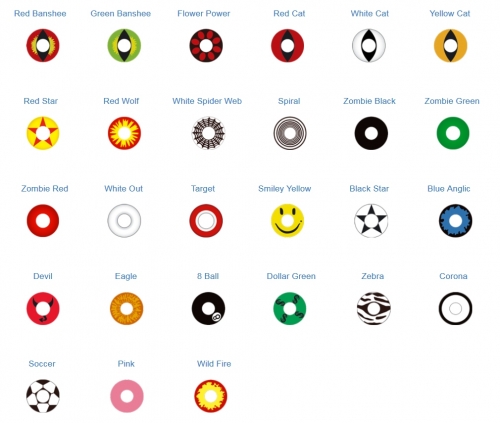 Red Banshee Green Banshee Flower Power Red Cat White Cat Yellow Cat
Red Star Red Wolf White Spider Web Spiral Zombie Black Zombie Green
Zombie Red White Out Target Smiley Yellow Black Star Blue Anglic
Devil Eagle 8 Ball Dollar Green Zebra Corona
8
Soccer Pink Wild Fire